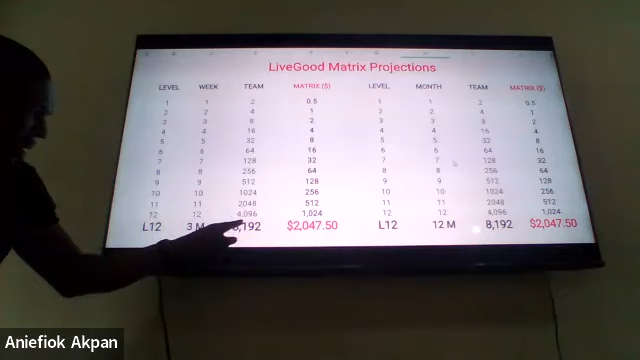 LiveGood Matrix Projections
LEVEL WEEK TEAM MATRIX ($) LEVEL MONTH TEAM MATRIX ($)
1 1 2 0.5 1 1 2 0.5
2 2 4 1 2 2 4 1
3 3 8 2 3 3 8 2
4 4 16 4 4 4 16 4
5 5 32 8 5 5 32 8
6 6 64 16 6 6 64 16
7 7 128 32 7 7 128 32
8 8 256 64 8 8 256 64
9 9 512 128 9 9 512 128
10 10 1024 256 10 10 1024 256
11 11 2048 512 11 11 2048 512
12 12 4,096 1,024 12 12 4,096 1,024
L12 3 M ,192 $2,047.50 L12 12 M 8,192 $2,047.50
Aniefiok Akpan